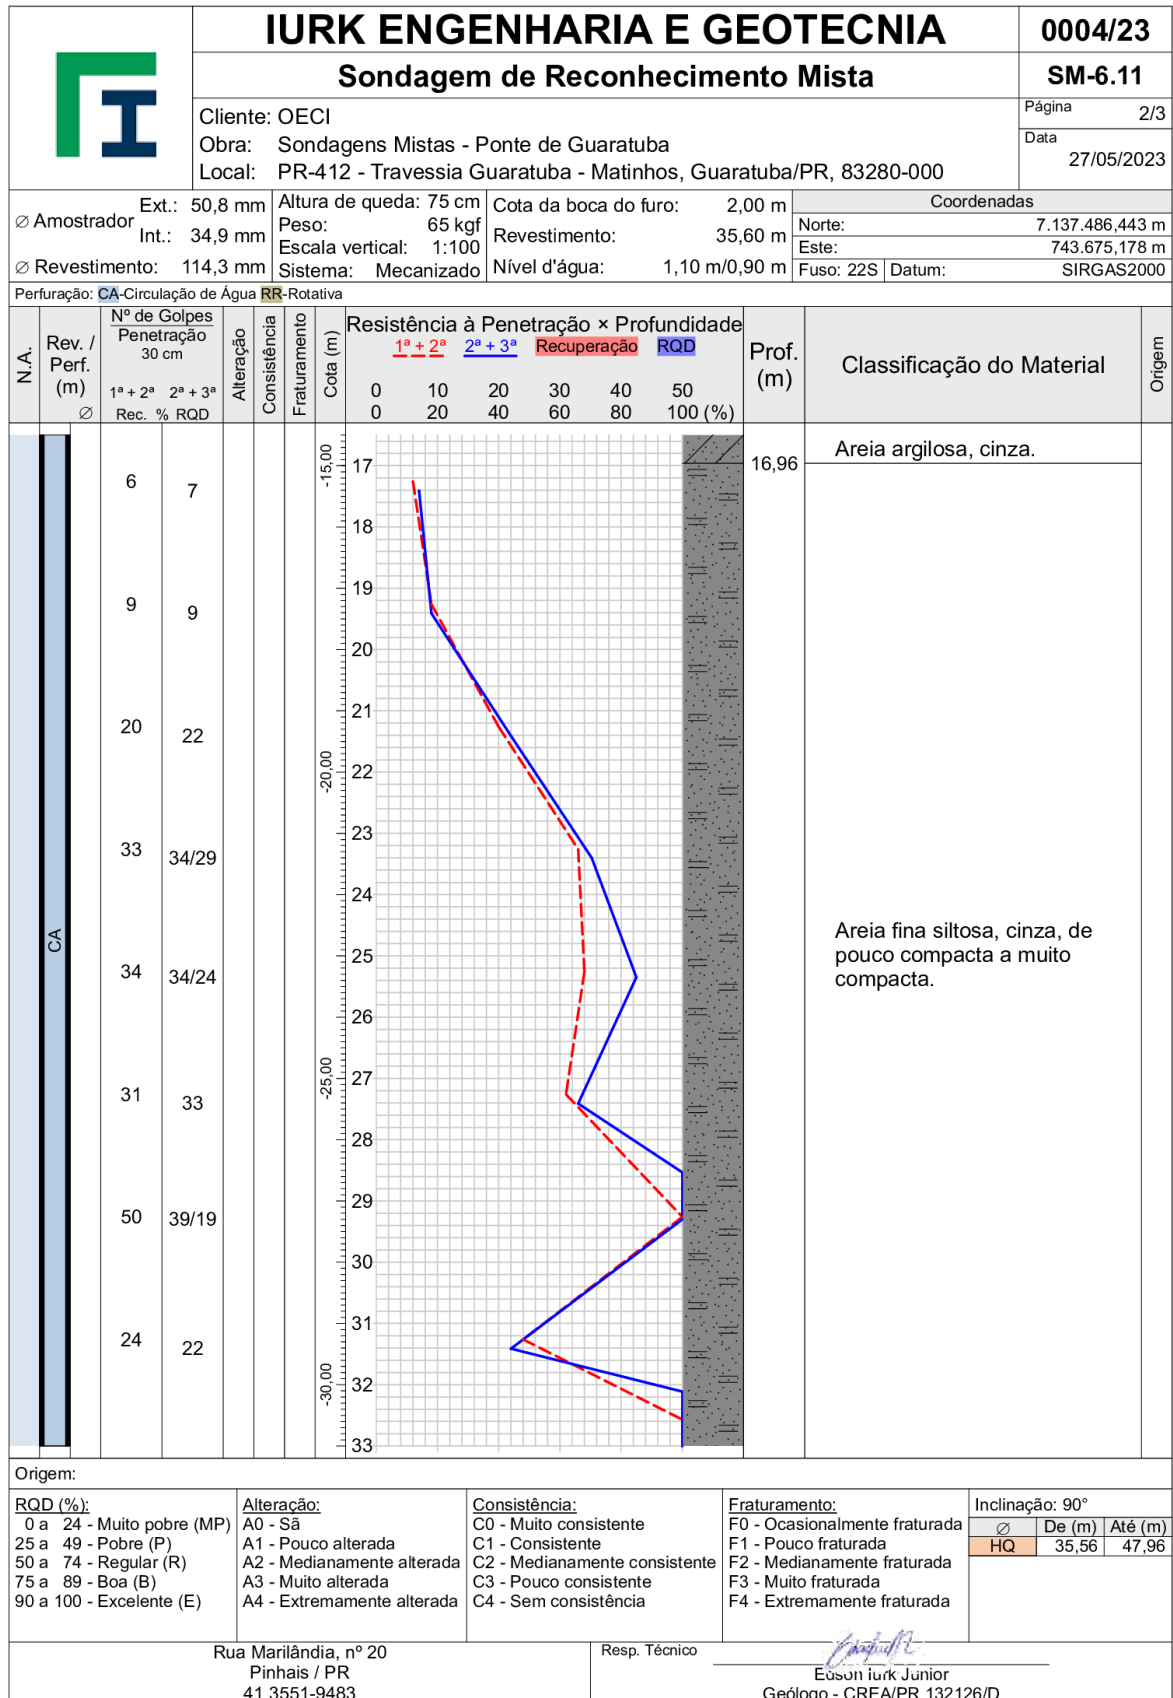 IURK ENGENHARIA E GEOTECNIA
0004/23
Sondagem de Reconhecimento Mista
SM-6.11
Cliente: OECI
Obra: Sondagens Mistas - Ponte de Guaratuba
Local: PR-412 - Travessia Guaratuba - Matinhos, Guaratuba/PR, 83280-000
Página 2/3
Data
27/05/2023
∅ Amostrador Ext.: 50,8 mm
Int.: 34,9 mm
∅ Revestimento: 114,3 mm
Altura de queda: 75 cm
Peso: 65 kgf
Escala vertical: 1:100
Sistema: Mecanizado
Cota da boca do furo: 2,00 m
Revestimento: 35,60 m
Nível d'água: 1,10 m/0,90 m
Coordenadas
Norte: 7.137.486,443 m
Este: 743.675,178 m
Fuso: 22S Datum: SIRGAS2000
Perfuração: CA-Circulação de Água RR-Rotativa
N.A.
Rev. / Perf. (m) ∅
Nº de Golpes
Penetração
30 cm
1ª + 2ª 2ª + 3ª
Rec. % RQD
Alteração
Consistência
Fraturamento
Cota (m)
Resistência à Penetração × Profundidade
1ª + 2ª 2ª + 3ª Recuperação RQD
0 10 20 30 40 50
0 20 40 60 80 100 (%)
Prof. (m)
Classificação do Material
Origem
Areia argilosa, cinza.
-15,00
17
16,96
6 7
18
19
9 9
20
21
20 22
-20,00
22
23
33 34/29
24
CA
Areia fina siltosa, cinza, de
pouco compacta a muito
compacta.
25
34 34/24
26
-25,00
27
31 33
28
29
50 39/19
30
31
24 22
-30,00
32
33
Origem:
RQD (%):
0 a 24 - Muito pobre (MP)
25 a 49 - Pobre (P)
50 a 74 - Regular (R)
75 a 89 - Boa (B)
90 a 100 - Excelente (E)
Alteração:
A0 - Sã
A1 - Pouco alterada
A2 - Medianamente alterada
A3 - Muito alterada
A4 - Extremamente alterada
Consistência:
C0 - Muito consistente
C1 - Consistente
C2 - Medianamente consistente
C3 - Pouco consistente
C4 - Sem consistência
Fraturamento:
F0 - Ocasionalmente fraturada
F1 - Pouco fraturada
F2 - Medianamente fraturada
F3 - Muito fraturada
F4 - Extremamente fraturada
Inclinação: 90°
∅ De (m) Até (m)
HQ 35,56 47,96
Rua Marilândia, nº 20
Pinhais / PR
41 3551-9483
Resp. Técnico
Edson Iurk Junior
Geólogo - CREA/PR 132126/D